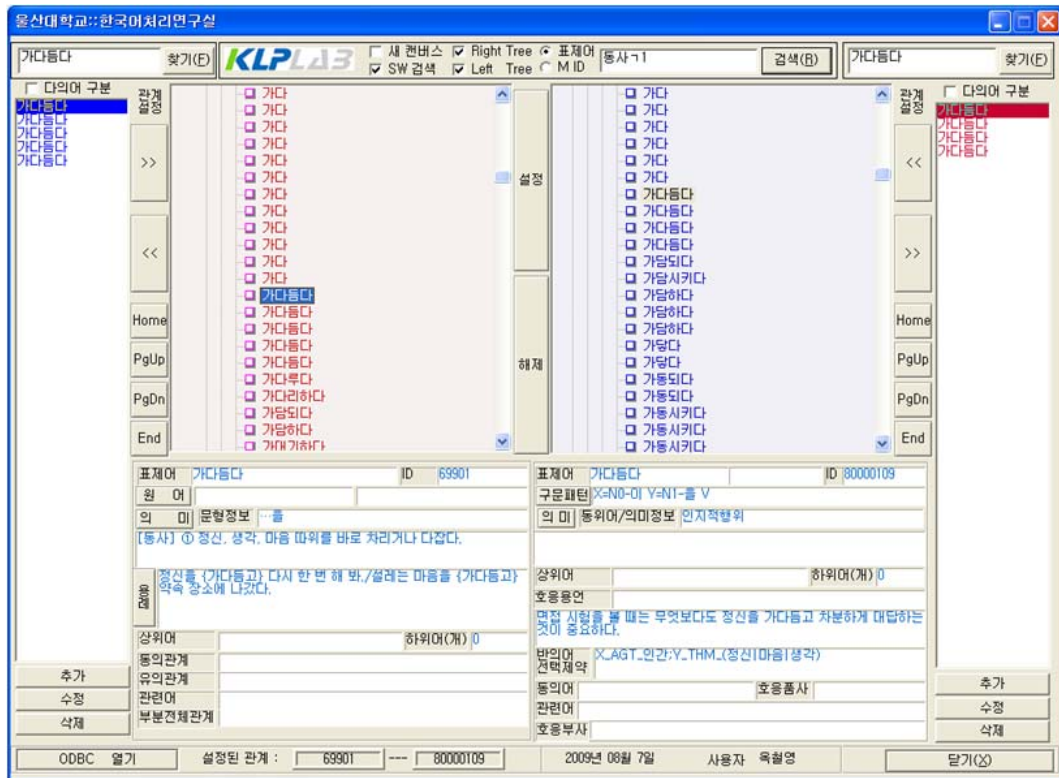 울산대학교::한국어처리연구실
가다듬다 찾기(F) KLPLAB 새 캔버스 Right Tree 표제어 동사ㄱ1 검색(R) 가다듬다 찾기(F)
SW 검색 Left Tree M ID
다의어 구분
가다듬다
가다듬다
가다듬다
가다듬다
가다듬다
관계
설정
>>
<<
Home
PgUp
PgDn
End
가다
가다
가다
가다
가다
가다
가다
가다
가다
가다
가다
가다
가다듬다
가다듬다
가다듬다
가다듬다
가다듬다
가다루다
가다리하다
가담되다
가담하다
가대기하다
설정
해제
가다
가다
가다
가다
가다
가다
가다듬다
가다듬다
가다듬다
가다듬다
가담되다
가담시키다
가담하다
가담하다
가담하다
가당다
가당다
가동되다
가동되다
가동시키다
가동시키다
가동시키다
관계
설정
<<
>>
Home
PgUp
PgDn
End
다의어 구분
가다듬다
가다듬다
가다듬다
가다듬다
표제어 가다듬다 ID 69901
원 어
의 미 문형정보 …을
[동사] ① 정신, 생각, 마음 따위를 바로 차리거나 다잡다.
용례
정신을 {가다듬고} 다시 한 번 해 봐./설레는 마음을 {가다듬고}
약속 장소에 나갔다.
상위어 하위어(개) 0
동의관계
유의관계
관련어
부분전체관계
표제어 가다듬다 ID 80000109
구문패턴 X=N0-이 Y=N1-을 V
의 미 동위어/의미정보 인지적행위
상위어 하위어(개) 0
호응용언
면접 시험을 볼 때는 무엇보다도 정신을 가다듬고 차분하게 대답하는
것이 중요하다.
반의어
선택제약 X_AGT_인간;Y_THM_(정신|마음|생각)
동의어 호응품사
관련어
호응부사
추가
수정
삭제
추가
수정
삭제
ODBC 열기 설정된 관계 : 69901 --- 80000109 2009년 08월 7일 사용자 옥철영 닫기(X)